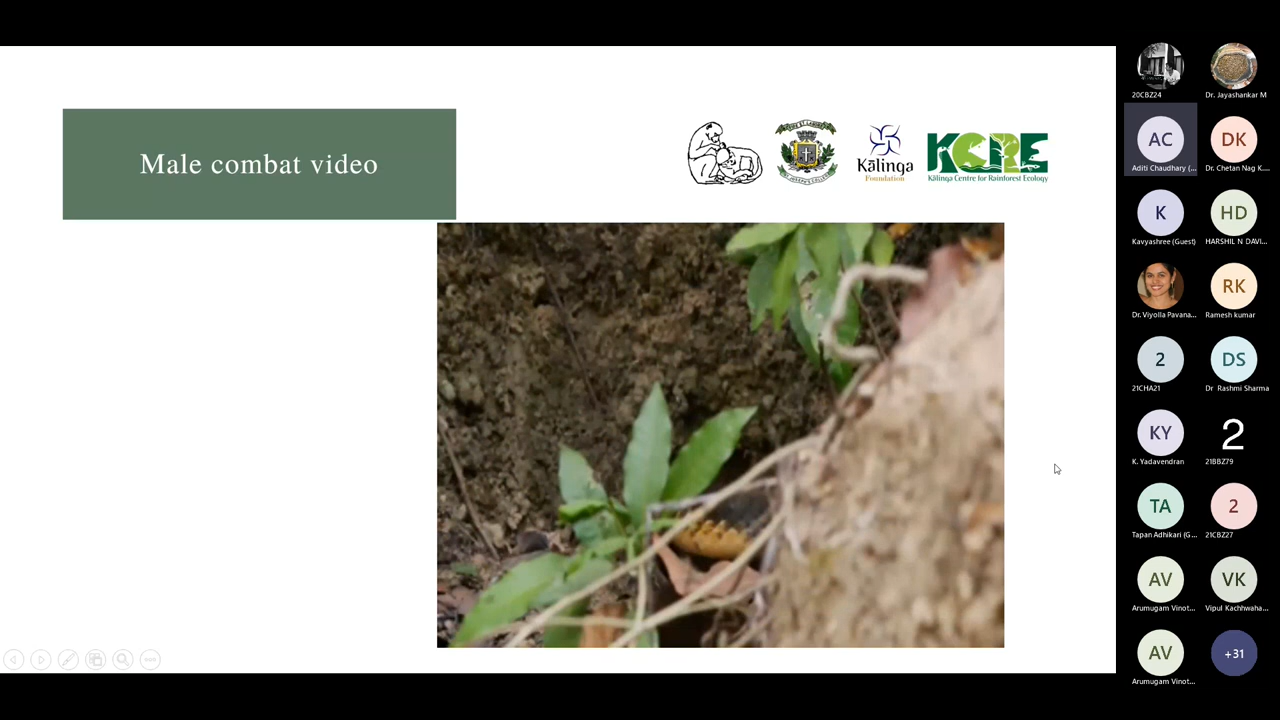 Male combat video
Kālinga
Foundation
KCRE
Kālinga Centre for Rainforest Ecology
20CBZ24
Dr. Jayashankar M
AC
Aditi Chaudhary (...
DK
Dr. Chetan Nag K....
K
Kavyashree (Guest)
HD
HARSHIL N DAVI...
Dr. Viyolla Pavana...
RK
Ramesh kumar
2
21CHA21
DS
Dr Rashmi Sharma
KY
K. Yadavendran
2
21BBZ79
TA
Tapan Adhikari (G...
2
21CBZ27
AV
Arumugam Vinot...
VK
Vipul Kachhwaha...
AV
Arumugam Vinot...
+31